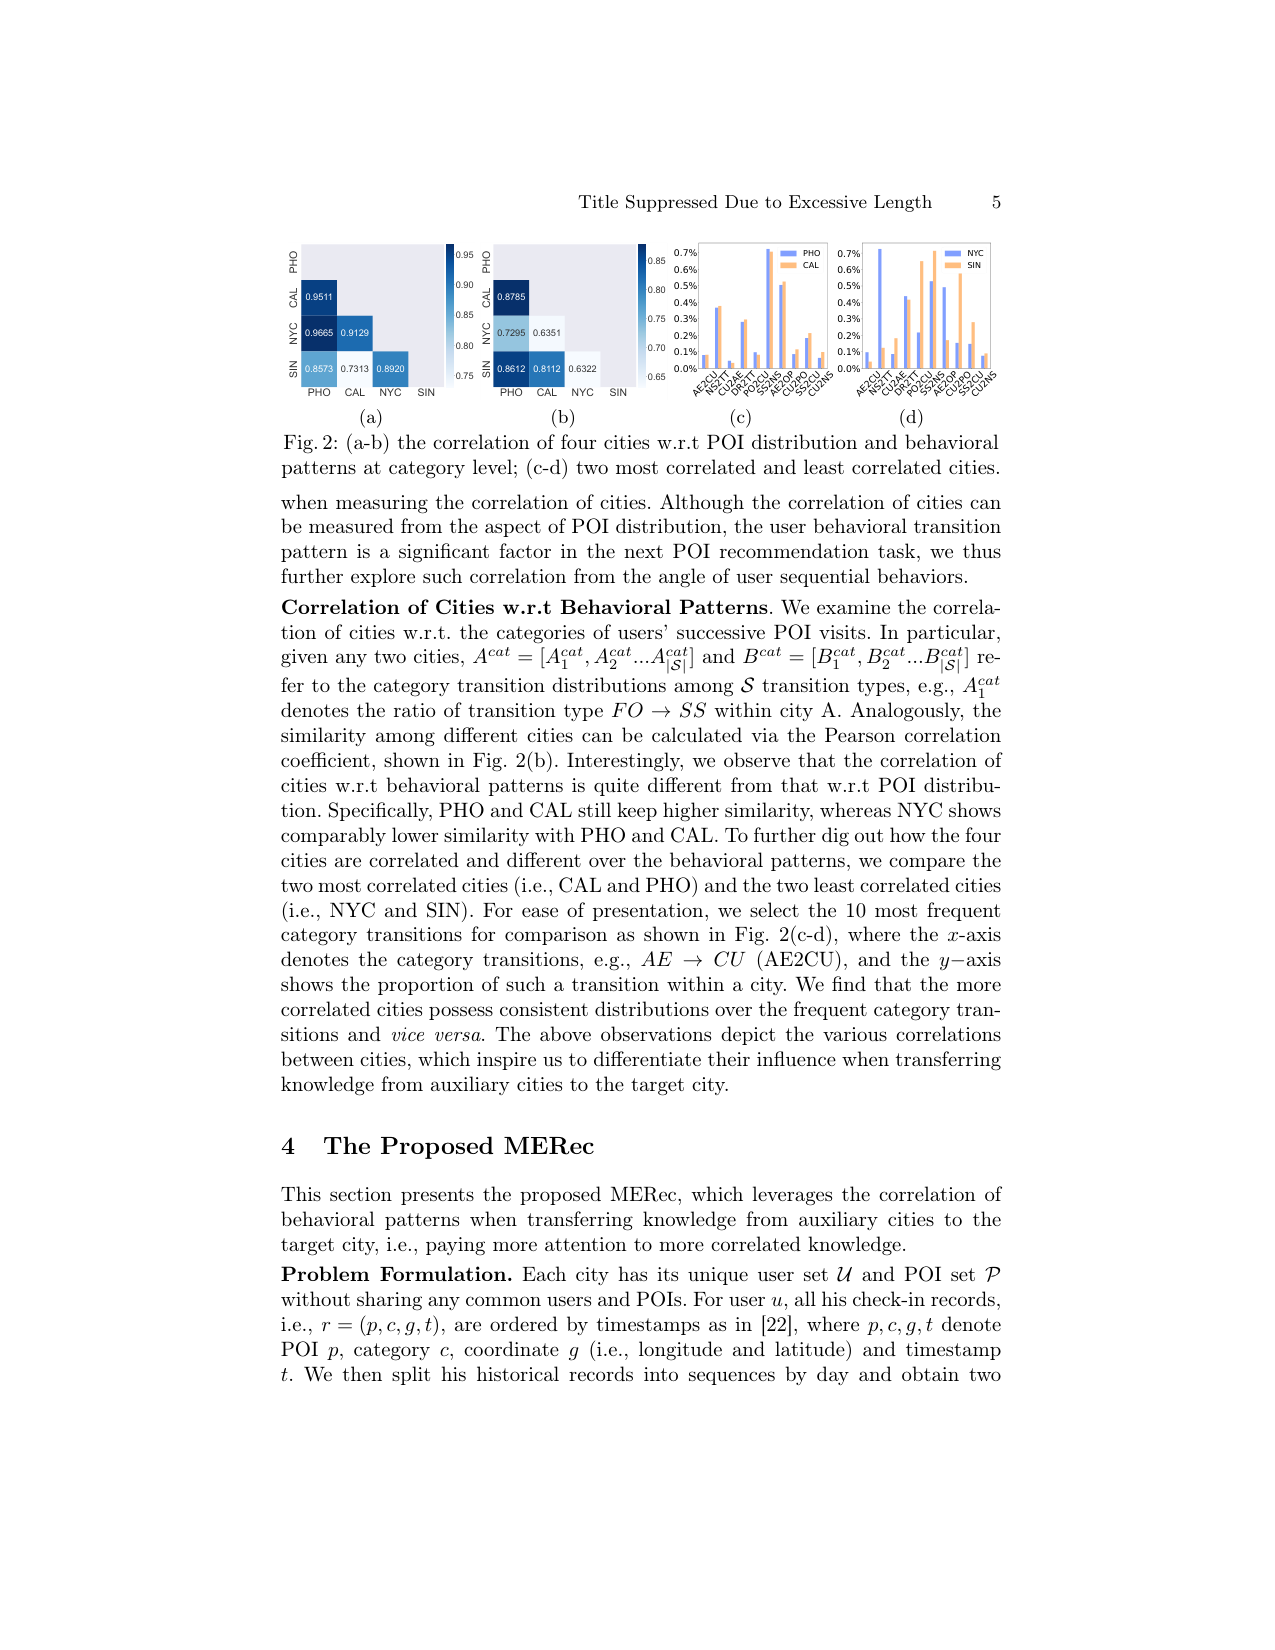 Title Suppressed Due to Excessive Length 5
PHO
CAL
NYC
SIN
0.9511
0.9665 0.9129
0.8573 0.7313 0.8920
PHO CAL NYC SIN
0.95
0.90
0.85
0.80
0.75
(a)
PHO
CAL
NYC
SIN
0.8785
0.7295 0.6351
0.8612 0.8112 0.6322
PHO CAL NYC SIN
0.85
0.80
0.75
0.70
0.65
(b)
0.7%
0.6%
0.5%
0.4%
0.3%
0.2%
0.1%
0.0%
PHO
CAL
AE2CU NS2TT CU2AE DR2TT PO2CU SS2NS AE2OP CU2PO SS2CU CU2NS
(c)
0.7%
0.6%
0.5%
0.4%
0.3%
0.2%
0.1%
0.0%
NYC
SIN
AE2CU NS2TT CU2AE DR2TT PO2CU SS2NS AE2OP CU2PO SS2CU CU2NS
(d)
Fig. 2: (a-b) the correlation of four cities w.r.t POI distribution and behavioral
patterns at category level; (c-d) two most correlated and least correlated cities.
when measuring the correlation of cities. Although the correlation of cities can
be measured from the aspect of POI distribution, the user behavioral transition
pattern is a significant factor in the next POI recommendation task, we thus
further explore such correlation from the angle of user sequential behaviors.
Correlation of Cities w.r.t Behavioral Patterns. We examine the correla-
tion of cities w.r.t. the categories of users' successive POI visits. In particular,
given any two cities, A^{cat} = [A_1^{cat}, A_2^{cat}...A_{|𝒮|}^{cat}] and B^{cat} = [B_1^{cat}, B_2^{cat}...B_{|𝒮|}^{cat}] re-
fer to the category transition distributions among 𝒮 transition types, e.g., A_1^{cat}
denotes the ratio of transition type FO → SS within city A. Analogously, the
similarity among different cities can be calculated via the Pearson correlation
coefficient, shown in Fig. 2(b). Interestingly, we observe that the correlation of
cities w.r.t behavioral patterns is quite different from that w.r.t POI distribu-
tion. Specifically, PHO and CAL still keep higher similarity, whereas NYC shows
comparably lower similarity with PHO and CAL. To further dig out how the four
cities are correlated and different over the behavioral patterns, we compare the
two most correlated cities (i.e., CAL and PHO) and the two least correlated cities
(i.e., NYC and SIN). For ease of presentation, we select the 10 most frequent
category transitions for comparison as shown in Fig. 2(c-d), where the x-axis
denotes the category transitions, e.g., AE → CU (AE2CU), and the y−axis
shows the proportion of such a transition within a city. We find that the more
correlated cities possess consistent distributions over the frequent category tran-
sitions and vice versa. The above observations depict the various correlations
between cities, which inspire us to differentiate their influence when transferring
knowledge from auxiliary cities to the target city.
4 The Proposed MERec
This section presents the proposed MERec, which leverages the correlation of
behavioral patterns when transferring knowledge from auxiliary cities to the
target city, i.e., paying more attention to more correlated knowledge.
Problem Formulation. Each city has its unique user set 𝒰 and POI set 𝒫
without sharing any common users and POIs. For user u, all his check-in records,
i.e., r = (p, c, g, t), are ordered by timestamps as in [22], where p, c, g, t denote
POI p, category c, coordinate g (i.e., longitude and latitude) and timestamp
t. We then split his historical records into sequences by day and obtain two